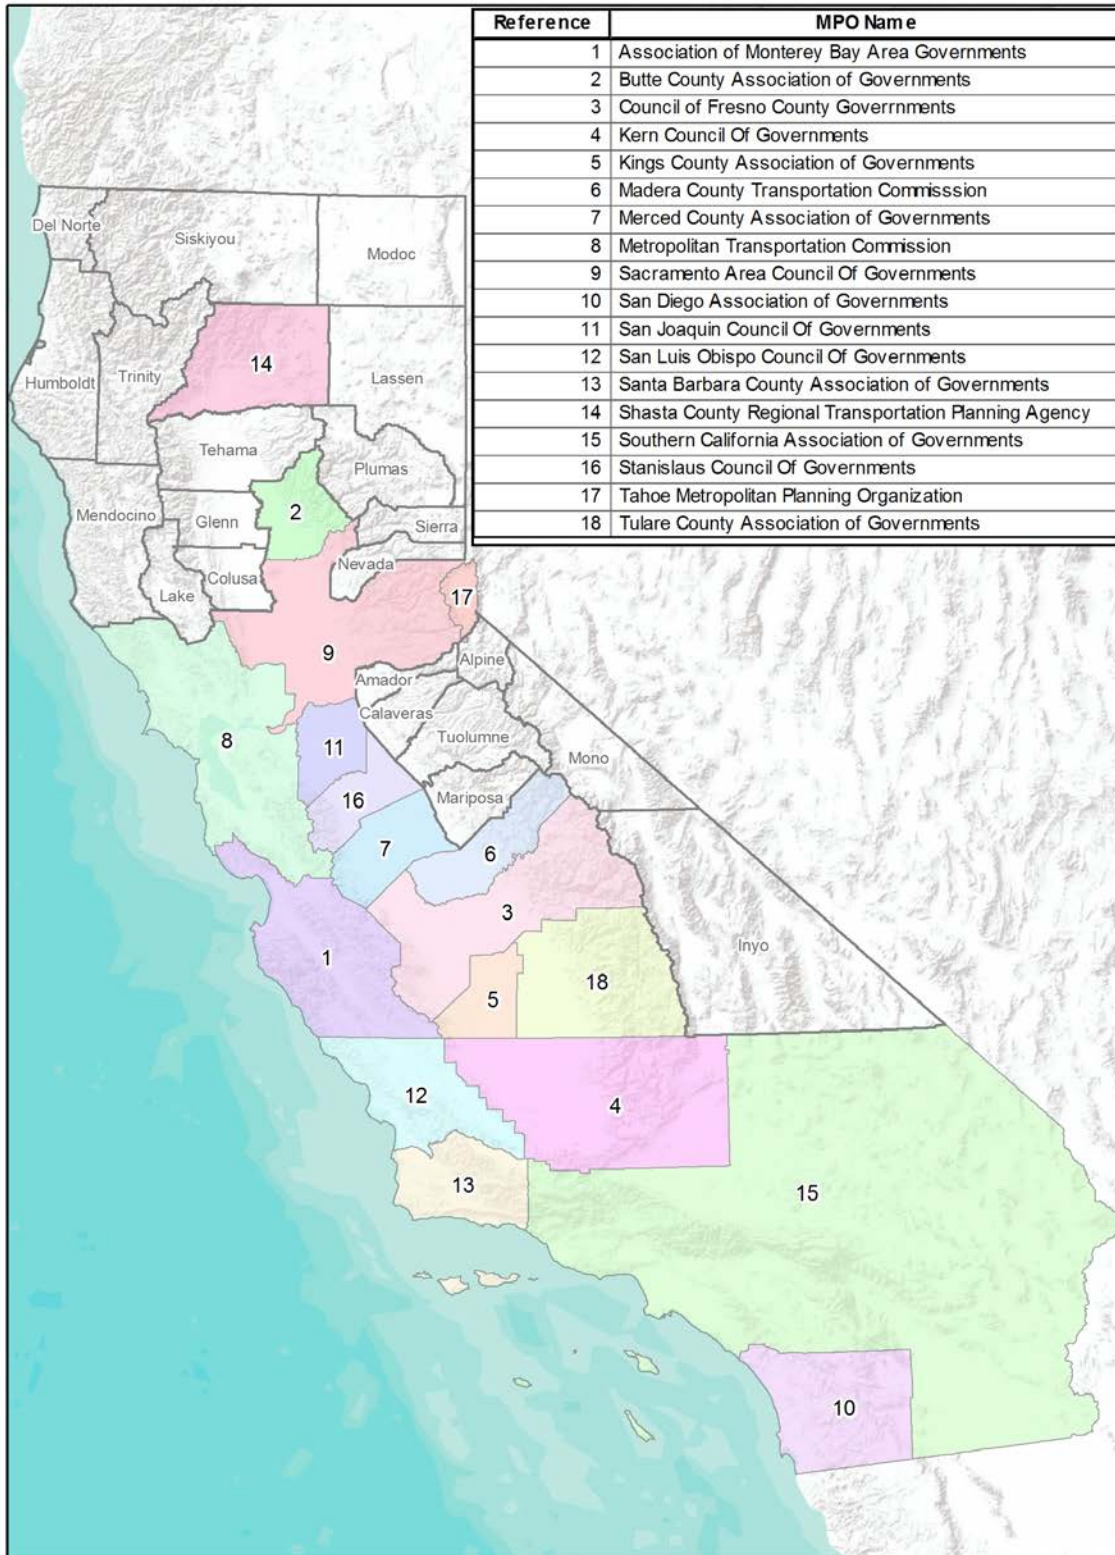 Reference MPO Name
1 Association of Monterey Bay Area Governments
2 Butte County Association of Governments
3 Council of Fresno County Goverrnments
4 Kern Council Of Governments
5 Kings County Association of Governments
6 Madera County Transportation Commisssion
7 Merced County Association of Governments
8 Metropolitan Transportation Commission
9 Sacramento Area Council Of Governments
10 San Diego Association of Governments
11 San Joaquin Council Of Governments
12 San Luis Obispo Council Of Governments
13 Santa Barbara County Association of Governments
14 Shasta County Regional Transportation Planning Agency
15 Southern California Association of Governments
16 Stanislaus Council Of Governments
17 Tahoe Metropolitan Planning Organization
18 Tulare County Association of Governments
Del Norte
Siskiyou
Modoc
14
Humboldt
Trinity
Lassen
Tehama
Plumas
2
Mendocino
Glenn
Sierra
Nevada
Colusa
Lake
17
9
Alpine
Amador
Calaveras
8
Tuolumne
11
Mono
16
Mariposa
7
6
3
Inyo
1
18
5
12
4
13
15
10